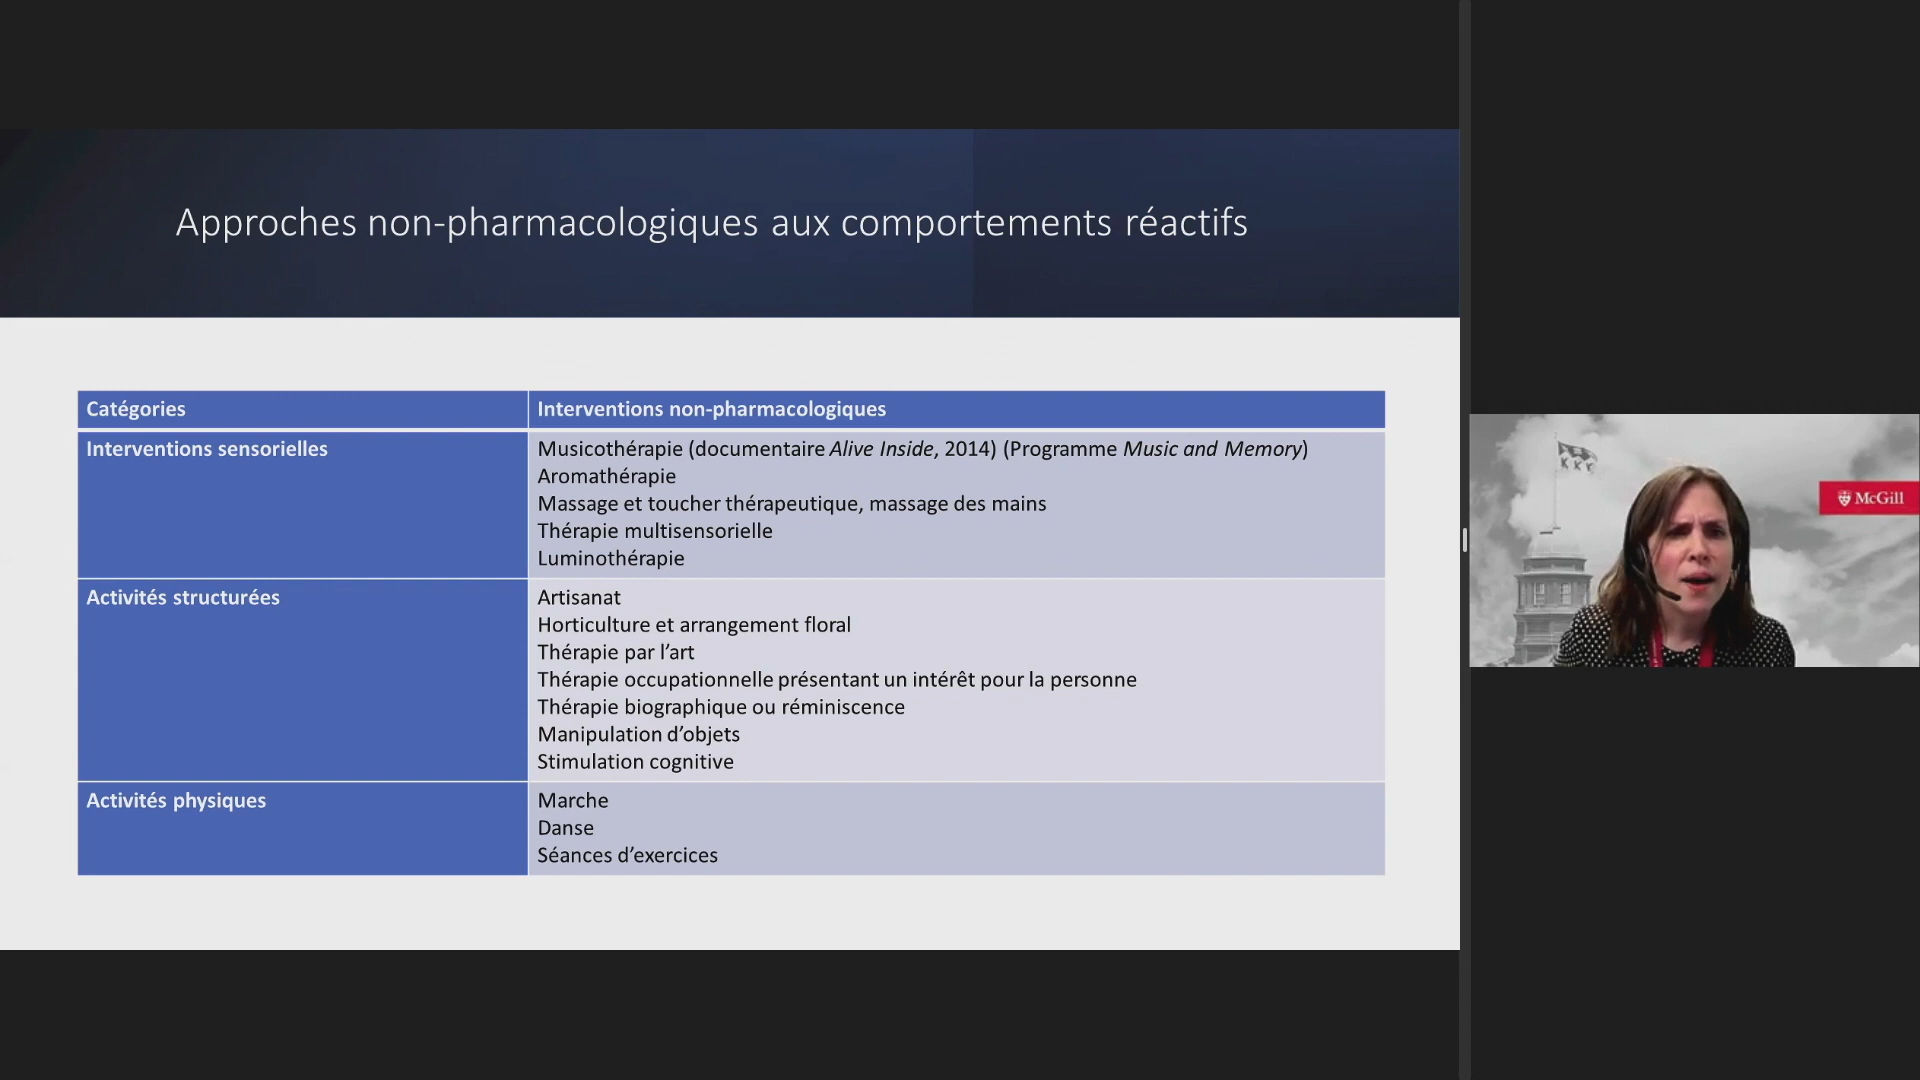 Approches non-pharmacologiques aux comportements réactifs
Catégories
Interventions non-pharmacologiques
Interventions sensorielles
Musicothérapie (documentaire Alive Inside, 2014) (Programme Music and Memory)
Aromathérapie
Massage et toucher thérapeutique, massage des mains
Thérapie multisensorielle
Luminothérapie
Activités structurées
Artisanat
Horticulture et arrangement floral
Thérapie par l’art
Thérapie occupationnelle présentant un intérêt pour la personne
Thérapie biographique ou réminiscence
Manipulation d’objets
Stimulation cognitive
Activités physiques
Marche
Danse
Séances d’exercices
McGill